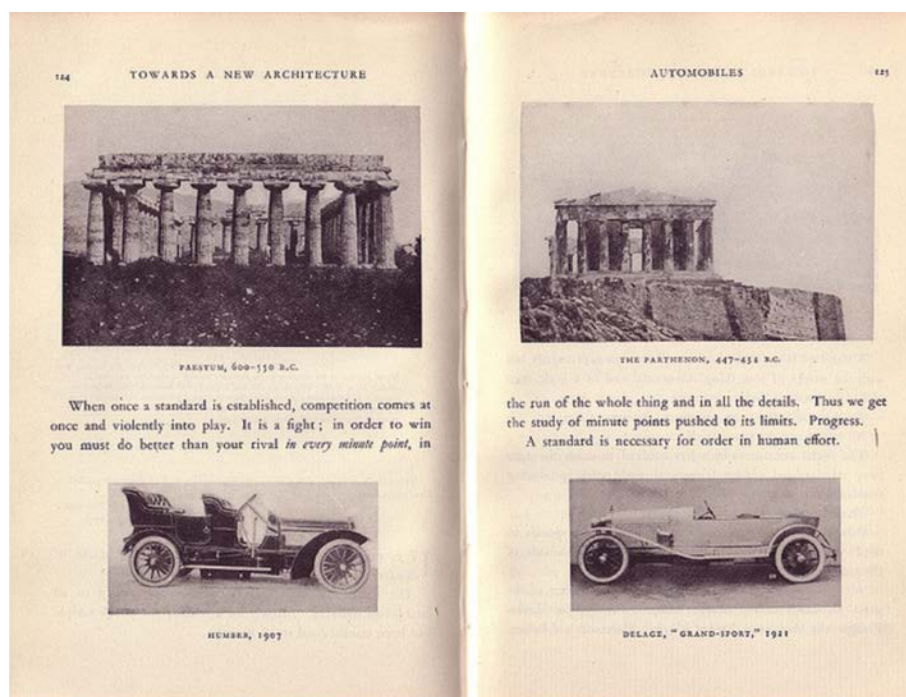 124 TOWARDS A NEW ARCHITECTURE
PAESTUM, 600-550 B.C.
When once a standard is established, competition comes at
once and violently into play. It is a fight; in order to win
you must do better than your rival in every minute point, in
HUMBER, 1907
AUTOMOBILES 125
THE PARTHENON, 447-434 B.C.
the run of the whole thing and in all the details. Thus we get
the study of minute points pushed to its limits. Progress.
A standard is necessary for order in human effort.
DELAGE, "GRAND-SPORT," 1921